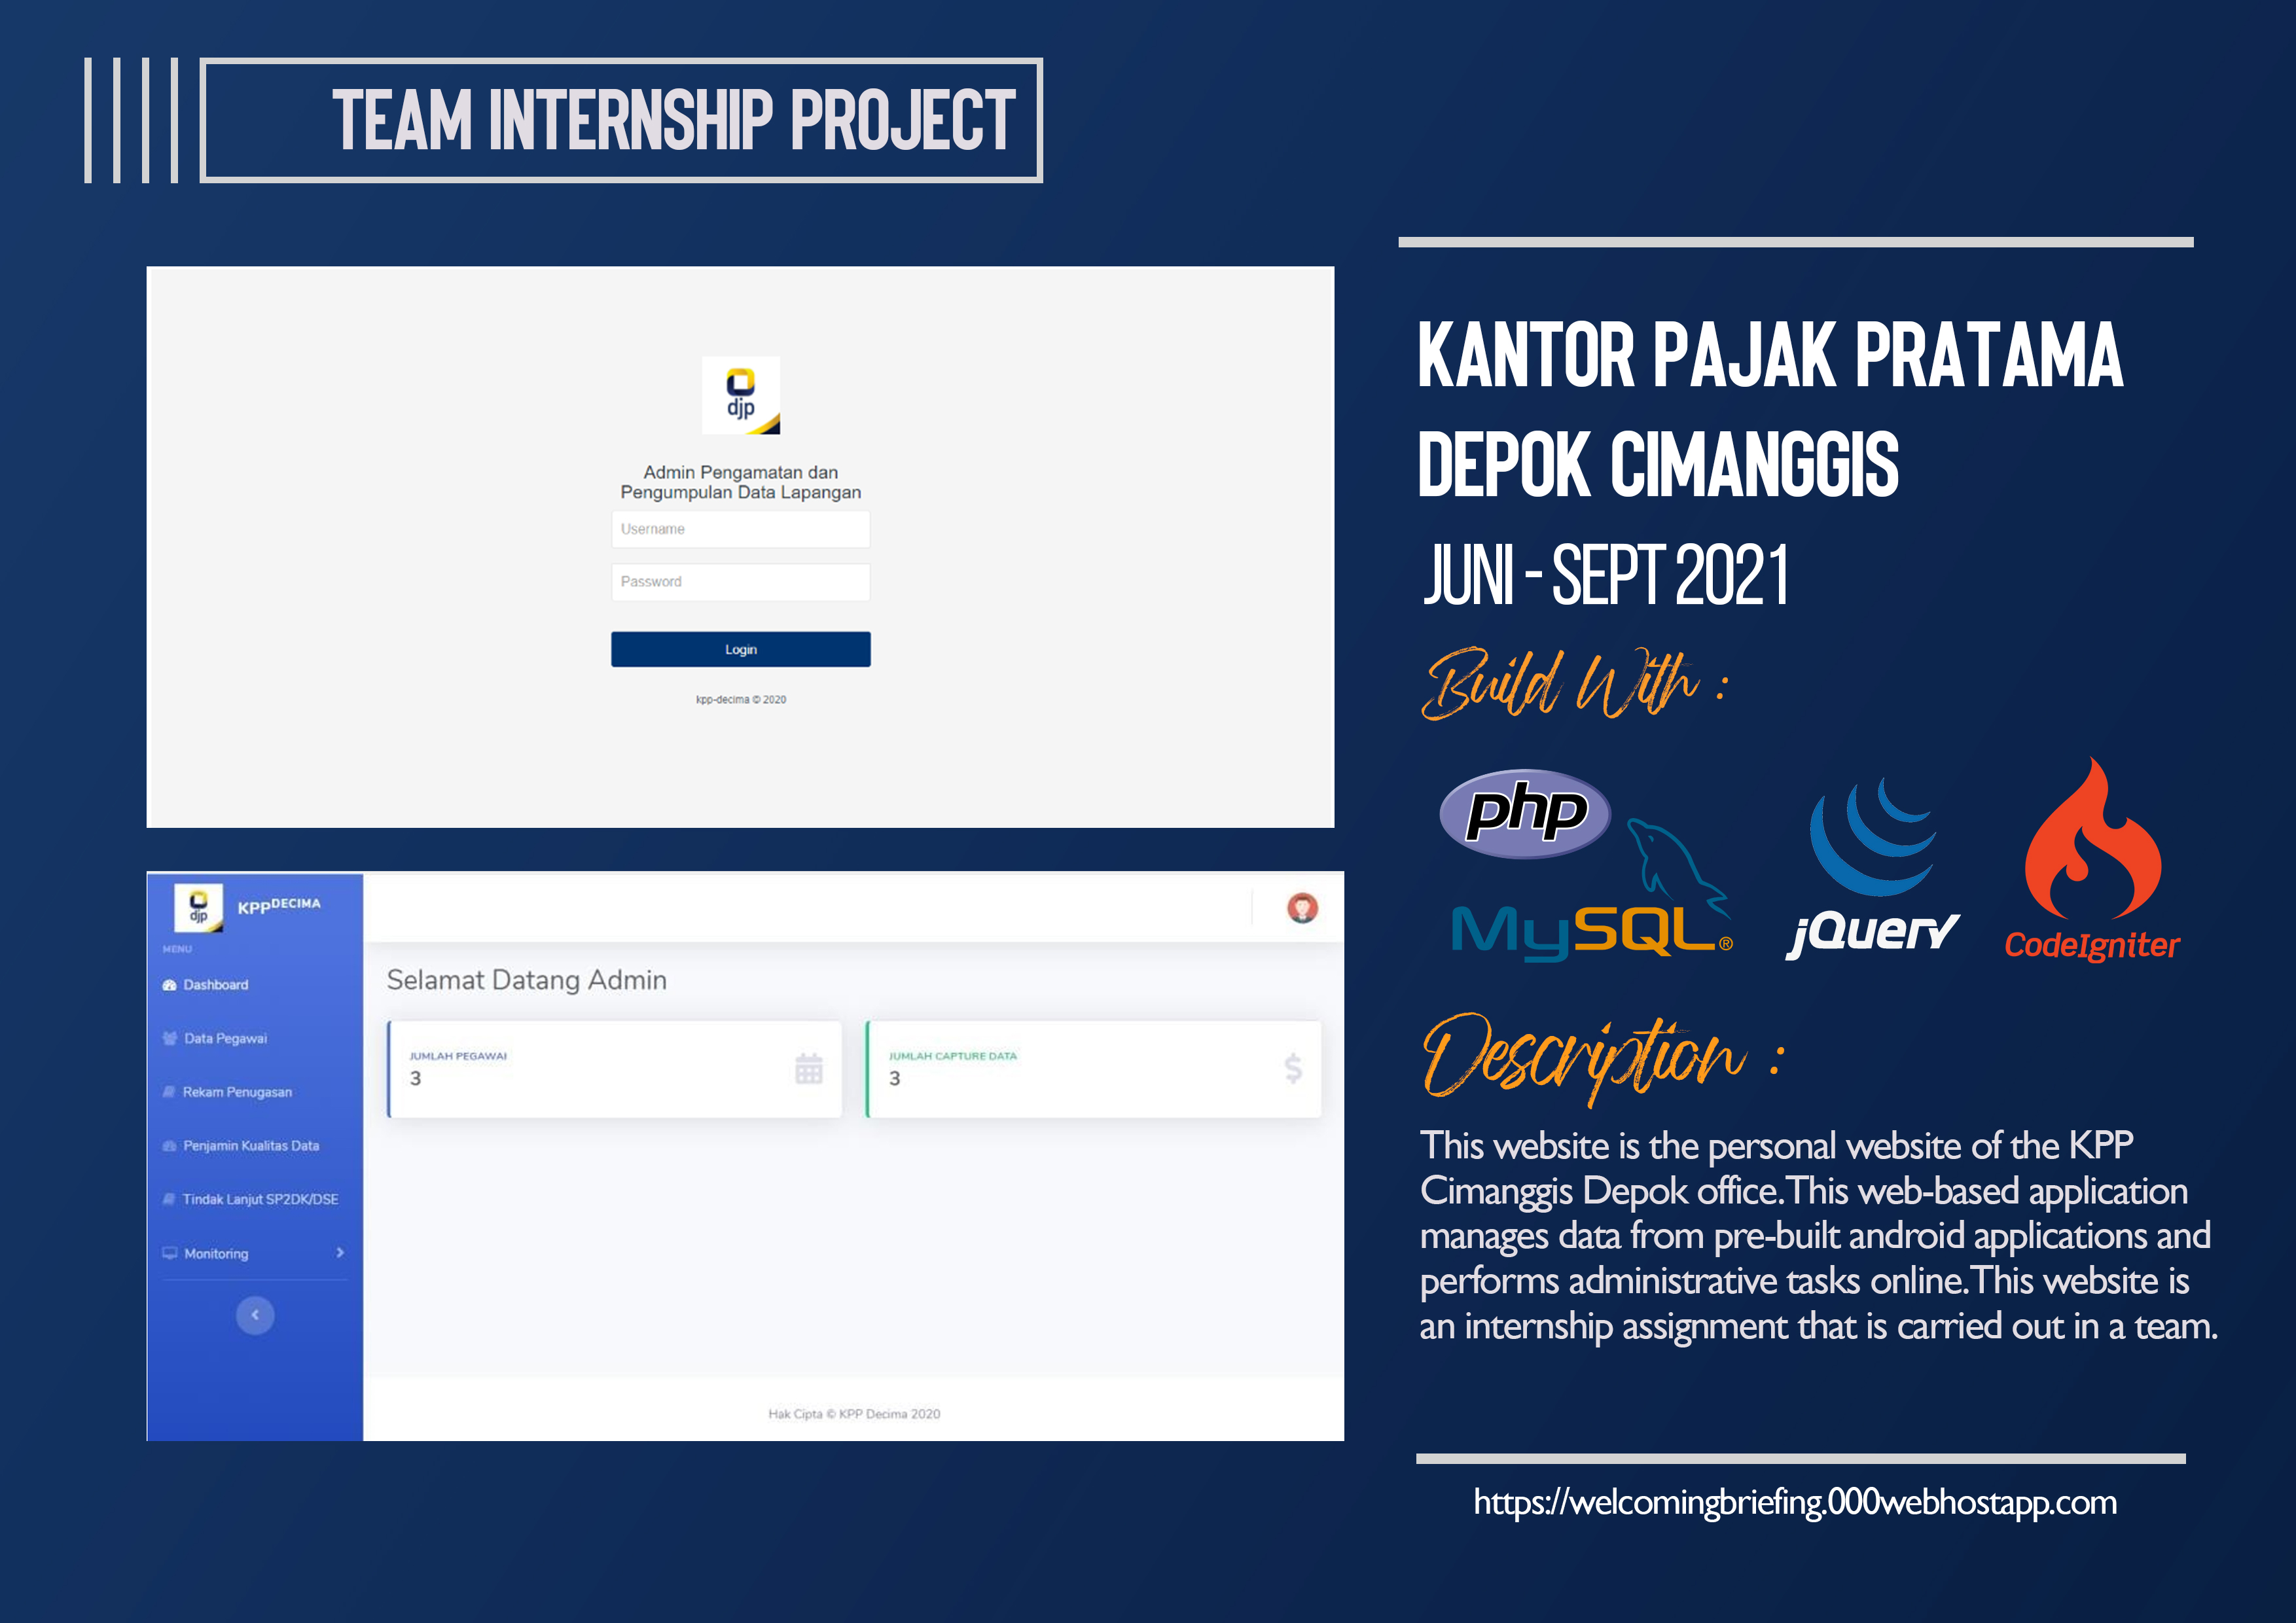 TEAM INTERNSHIP PROJECT
djp
Admin Pengamatan dan
Pengumpulan Data Lapangan
Username
Password
Login
kpp-decima © 2020
djp
KPPDECIMA
MENU
Dashboard
Data Pegawai
Rekam Penugasan
Penjamin Kualitas Data
Tindak Lanjut SP2DK/DSE
Monitoring
Selamat Datang Admin
JUMLAH PEGAWAI
3
JUMLAH CAPTURE DATA
3
Hak Cipta © KPP Decima 2020
KANTOR PAJAK PRATAMA
DEPOK CIMANGGIS
JUNI - SEPT 2021
Build With :
php
MySQL®
jQuery
CodeIgniter
Description :
This website is the personal website of the KPP
Cimanggis Depok office. This web-based application
manages data from pre-built android applications and
performs administrative tasks online. This website is
an internship assignment that is carried out in a team.
https://welcomingbriefing.000webhostapp.com